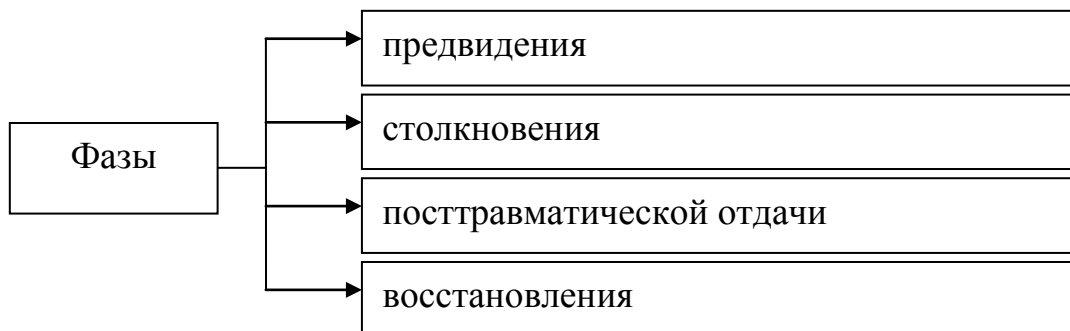 предвидения
столкновения
Фазы
посттравматической отдачи
восстановления